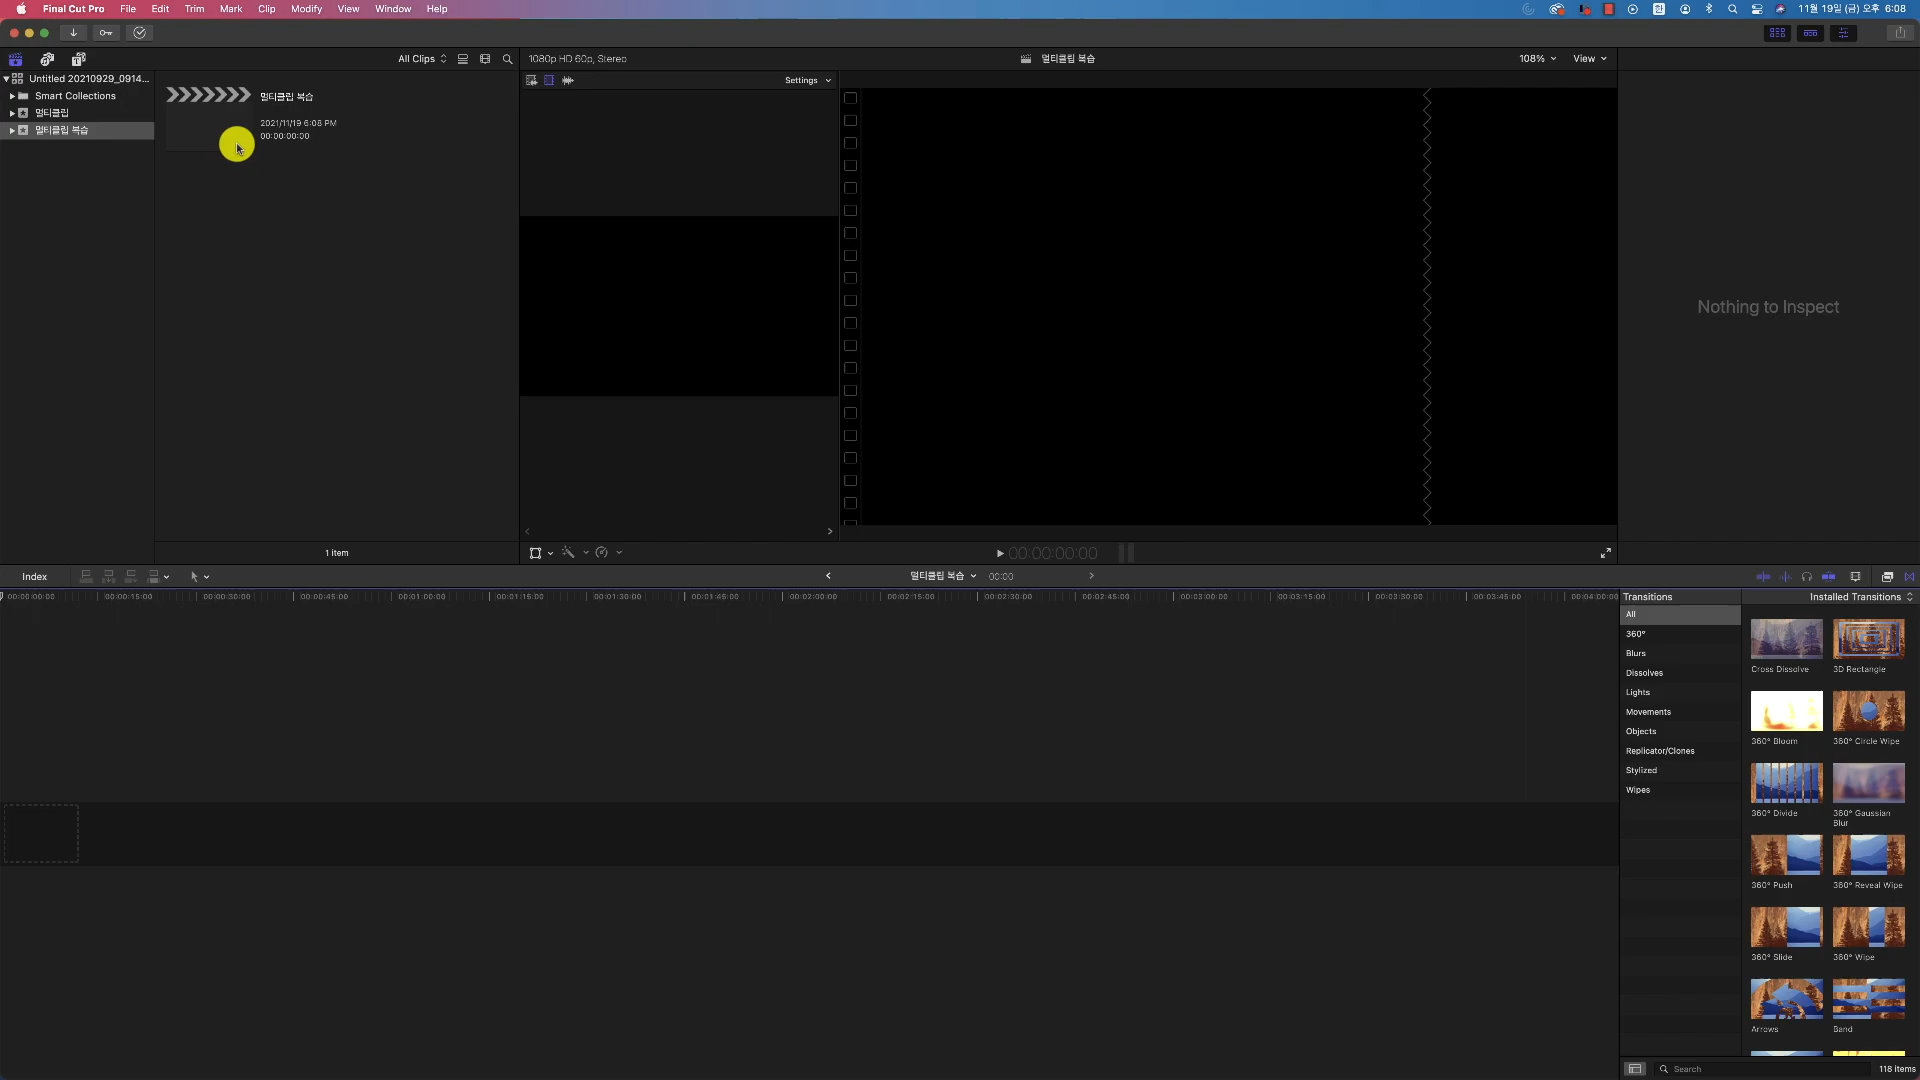 Final Cut Pro File Edit Trim Mark Clip Modify View Window Help 11월 19일 (금) 오후 6:08
All Clips 1080p HD 60p, Stereo 멀티클립 복습 108% View
Untitled 20210929_0914...
Smart Collections
멀티클립
멀티클립 복습
멀티클립 복습
2021/11/19 6:08 PM
00:00:00:00
1 item
Settings
00:00:00:00
Nothing to Inspect
Index 멀티클립 복습 00:00
00:00:00:00 00:00:15:00 00:00:30:00 00:00:45:00 00:01:00:00 00:01:15:00 00:01:30:00 00:01:45:00 00:02:00:00 00:02:15:00 00:02:30:00 00:02:45:00 00:03:00:00 00:03:15:00 00:03:30:00 00:03:45:00 00:04:00:00
Transitions Installed Transitions
All
360°
Blurs
Dissolves
Lights
Movements
Objects
Replicator/Clones
Stylized
Wipes
Cross Dissolve 3D Rectangle
360° Bloom 360° Circle Wipe
360° Divide 360° Gaussian
Blur
360° Push 360° Reveal Wipe
360° Slide 360° Wipe
Arrows Band
Search 118 items